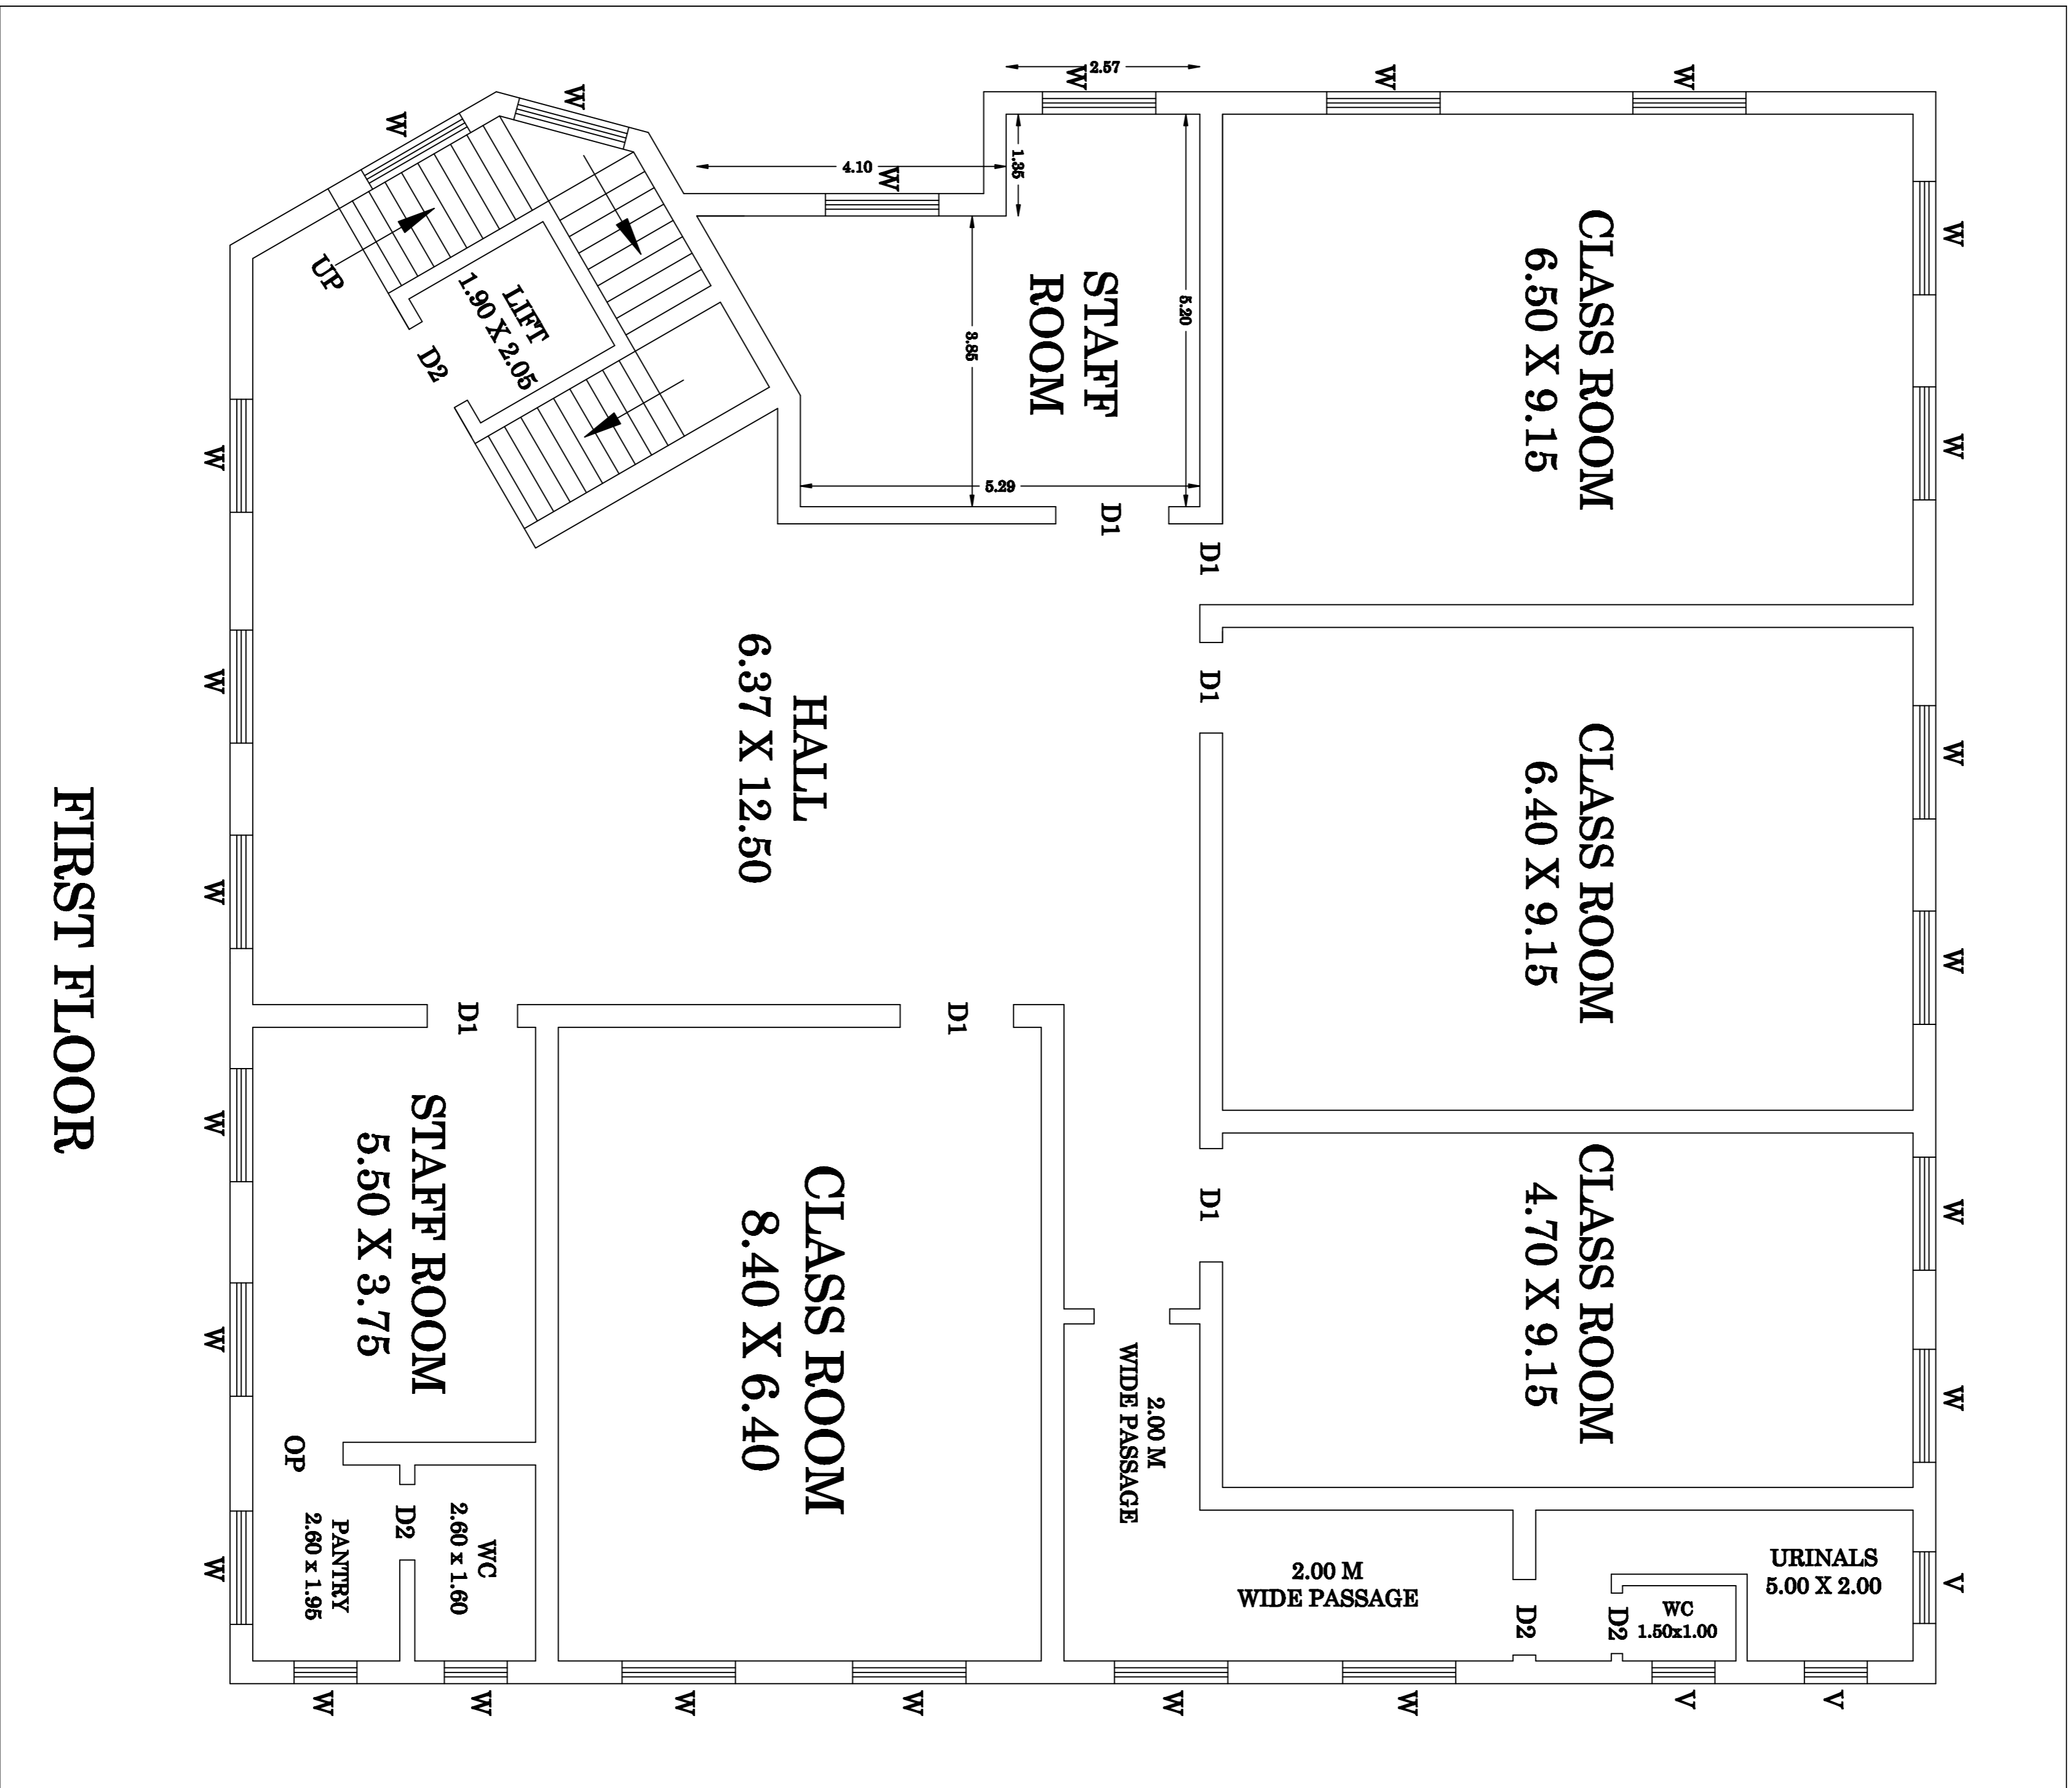 W
W
W
W
W
2.57
4.10
1.35
W
CLASS ROOM
6.50 X 9.15
W
W
STAFF
ROOM
5.20
3.85
5.29
UP
LIFT
1.90 X 2.05
D2
W
D1
D1
D1
CLASS ROOM
6.40 X 9.15
W
W
HALL
6.37 X 12.50
W
W
D1
D1
D1
CLASS ROOM
4.70 X 9.15
W
W
STAFF ROOM
5.50 X 3.75
W
W
CLASS ROOM
8.40 X 6.40
2.00 M
WIDE PASSAGE
2.00 M
WIDE PASSAGE
URINALS
5.00 X 2.00
V
WC
1.50x1.00
D2
D2
OP
PANTRY
2.60 x 1.95
D2
WC
2.60 x 1.60
W
W
W
W
W
W
W
V
V
FIRST FLOOR